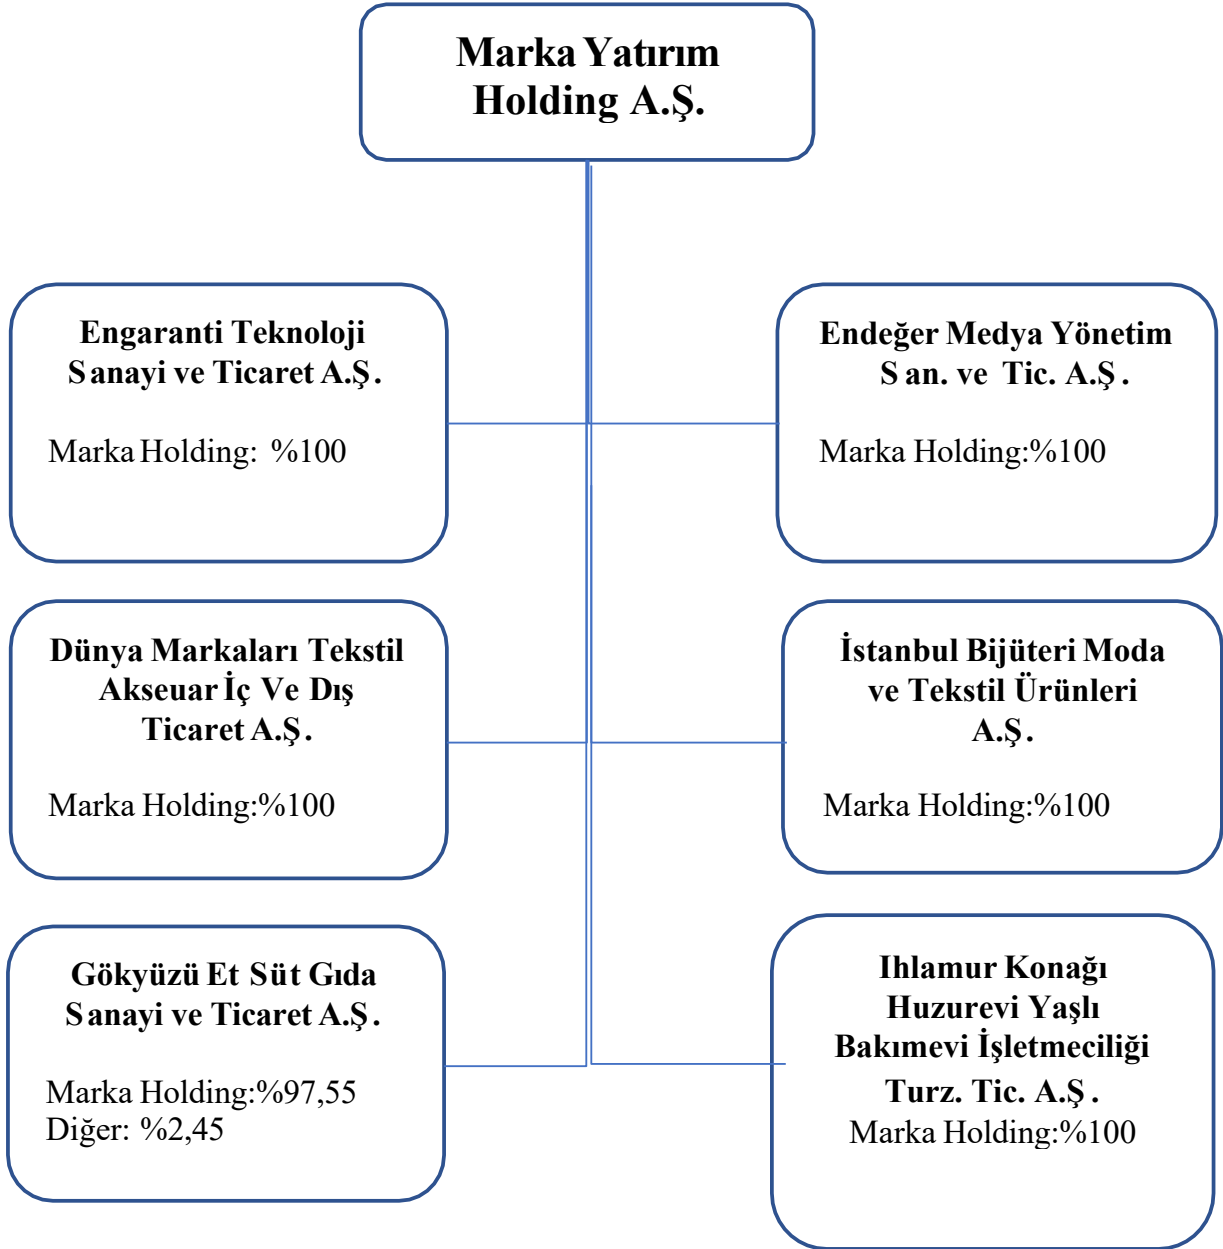 Marka Yatırım
Holding A.Ş.
Engaranti Teknoloji
Sanayi ve Ticaret A.Ş.
Marka Holding: %100
Endeğer Medya Yönetim
San. ve Tic. A.Ş.
Marka Holding:%100
Dünya Markaları Tekstil
Akseuar İç Ve Dış
Ticaret A.Ş.
Marka Holding:%100
İstanbul Bijüteri Moda
ve Tekstil Ürünleri
A.Ş.
Marka Holding:%100
Gökyüzü Et Süt Gıda
Sanayi ve Ticaret A.Ş.
Marka Holding:%97,55
Diğer: %2,45
Ihlamur Konağı
Huzurevi Yaşlı
Bakımevi İşletmeciliği
Turz. Tic. A.Ş.
Marka Holding:%100